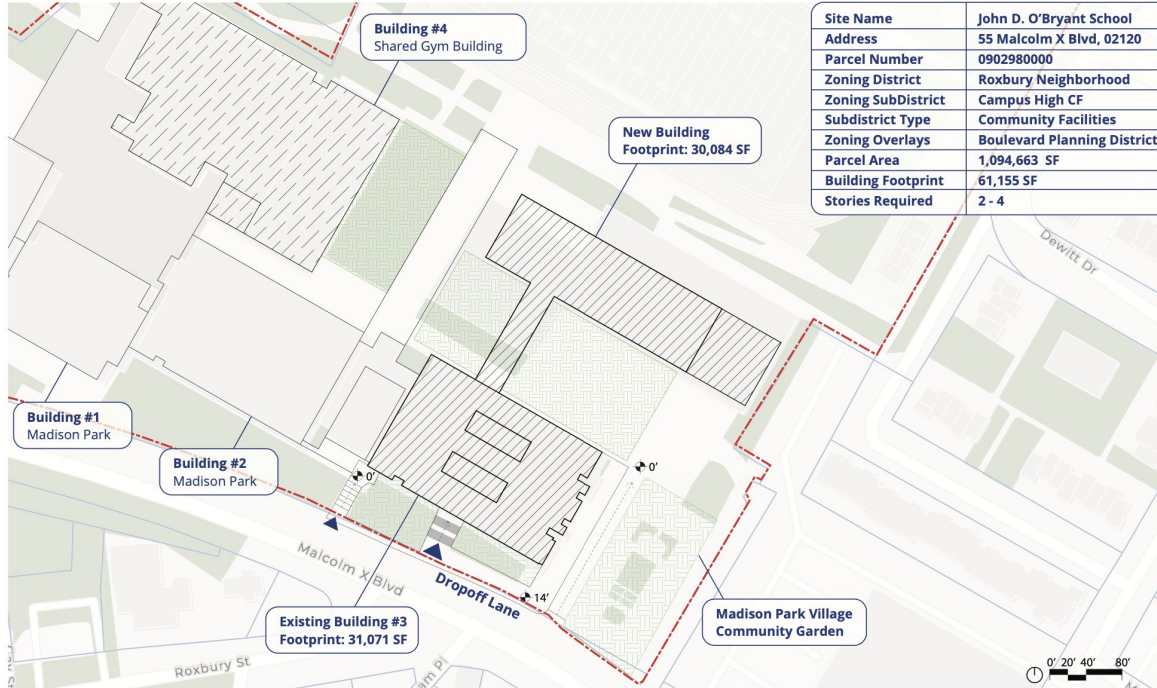 Building #4
Shared Gym Building
Site Name John D. O'Bryant School
Address 55 Malcolm X Blvd, 02120
Parcel Number 0902980000
Zoning District Roxbury Neighborhood
Zoning SubDistrict Campus High CF
Subdistrict Type Community Facilities
Zoning Overlays Boulevard Planning District
Parcel Area 1,094,663 SF
Building Footprint 61,155 SF
Stories Required 2 - 4
New Building
Footprint: 30,084 SF
Dewitt Dr
Building #1
Madison Park
Building #2
Madison Park
0'
0'
Malcolm X Blvd
Dropoff Lane
14'
Existing Building #3
Footprint: 31,071 SF
Madison Park Village
Community Garden
Roxbury St
0' 20' 40' 80'